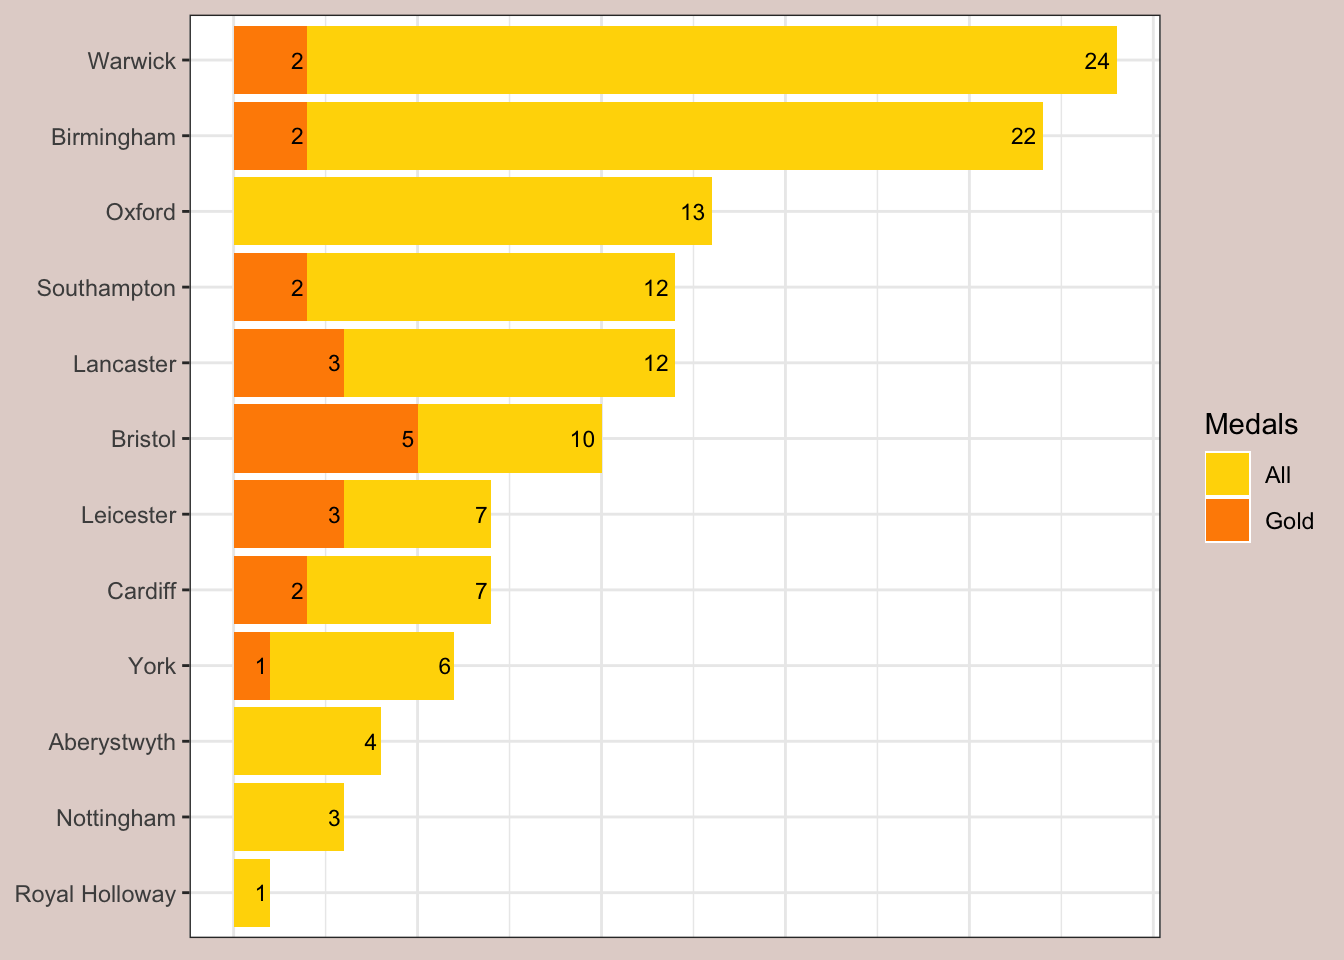 Warwick 2 24
Birmingham 2 22
Oxford 13
Southampton 2 12
Lancaster 3 12
Bristol 5 10
Leicester 3 7
Cardiff 2 7
York 1 6
Aberystwyth 4
Nottingham 3
Royal Holloway 1
Medals
All
Gold